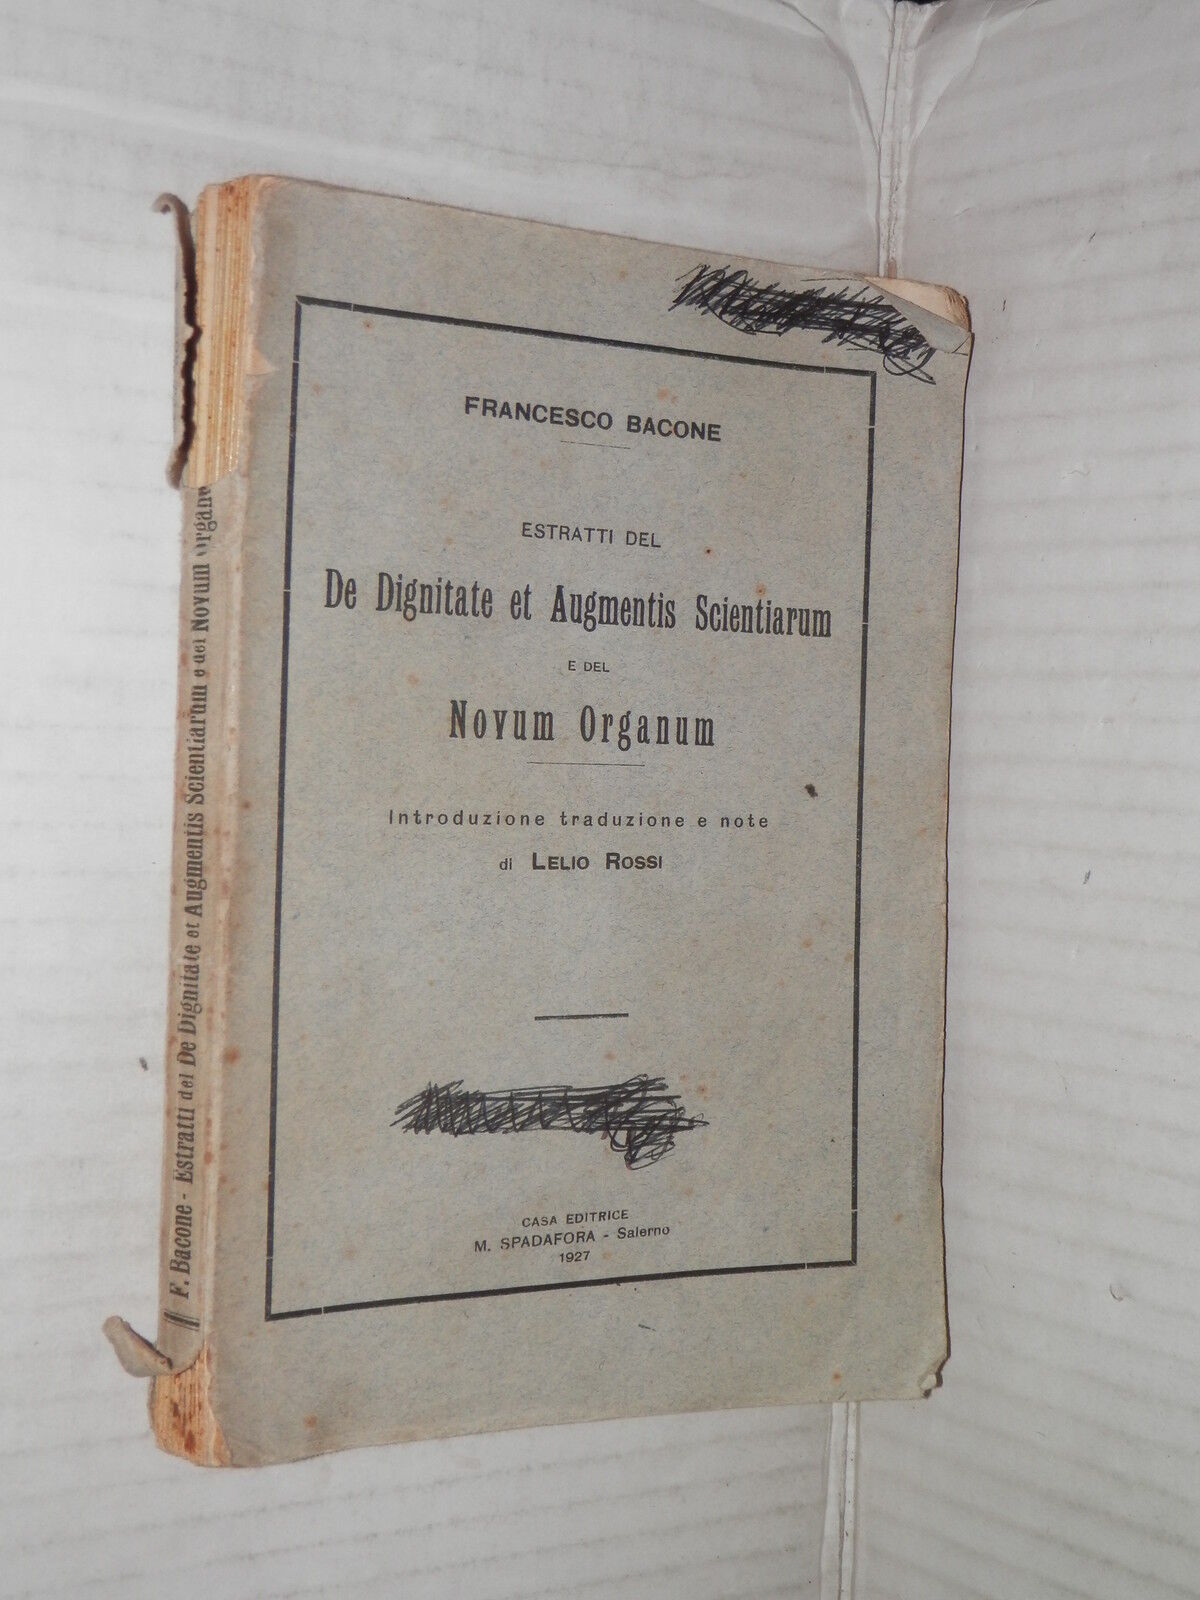 FRANCESCO BACONE
ESTRATTI DEL
De Dignitate et Augmentis Scientiarum
E DEL
Novum Organum
Introduzione traduzione e note
di LELIO ROSSI
CASA EDITRICE
M. SPADAFORA - Salerno
1927
F. Bacone - Estratti del De Dignitate et Augmentis Scientiarum e del Novum Organ